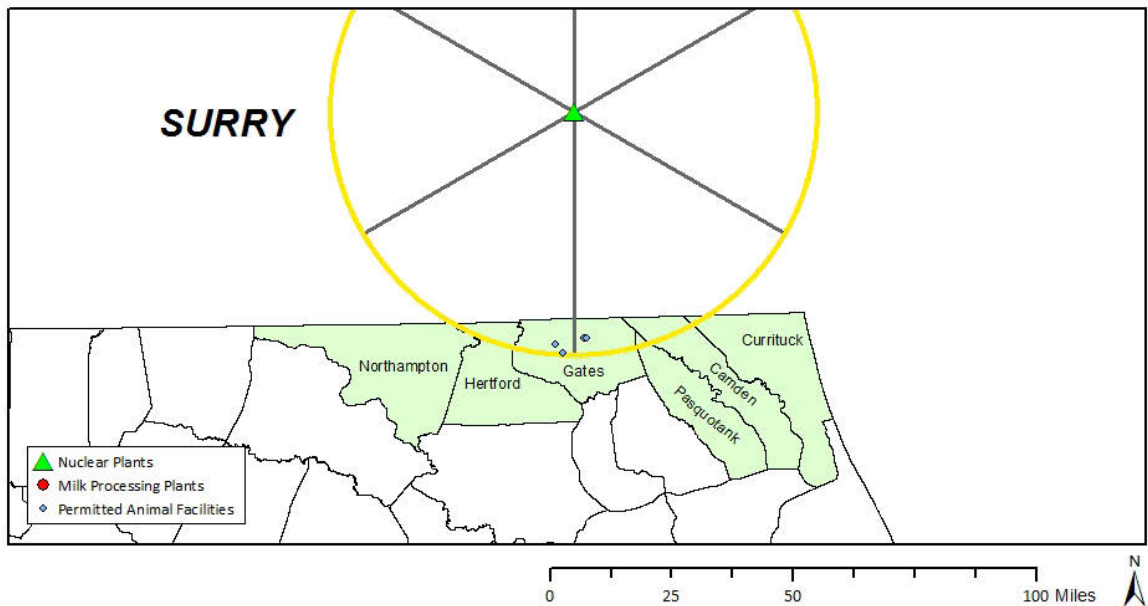 SURRY
Currituck
Northampton
Camden
Gates
Hertford
Pasquotank
Nuclear Plants
Milk Processing Plants
Permitted Animal Facilities
N
0 25 50 100 Miles